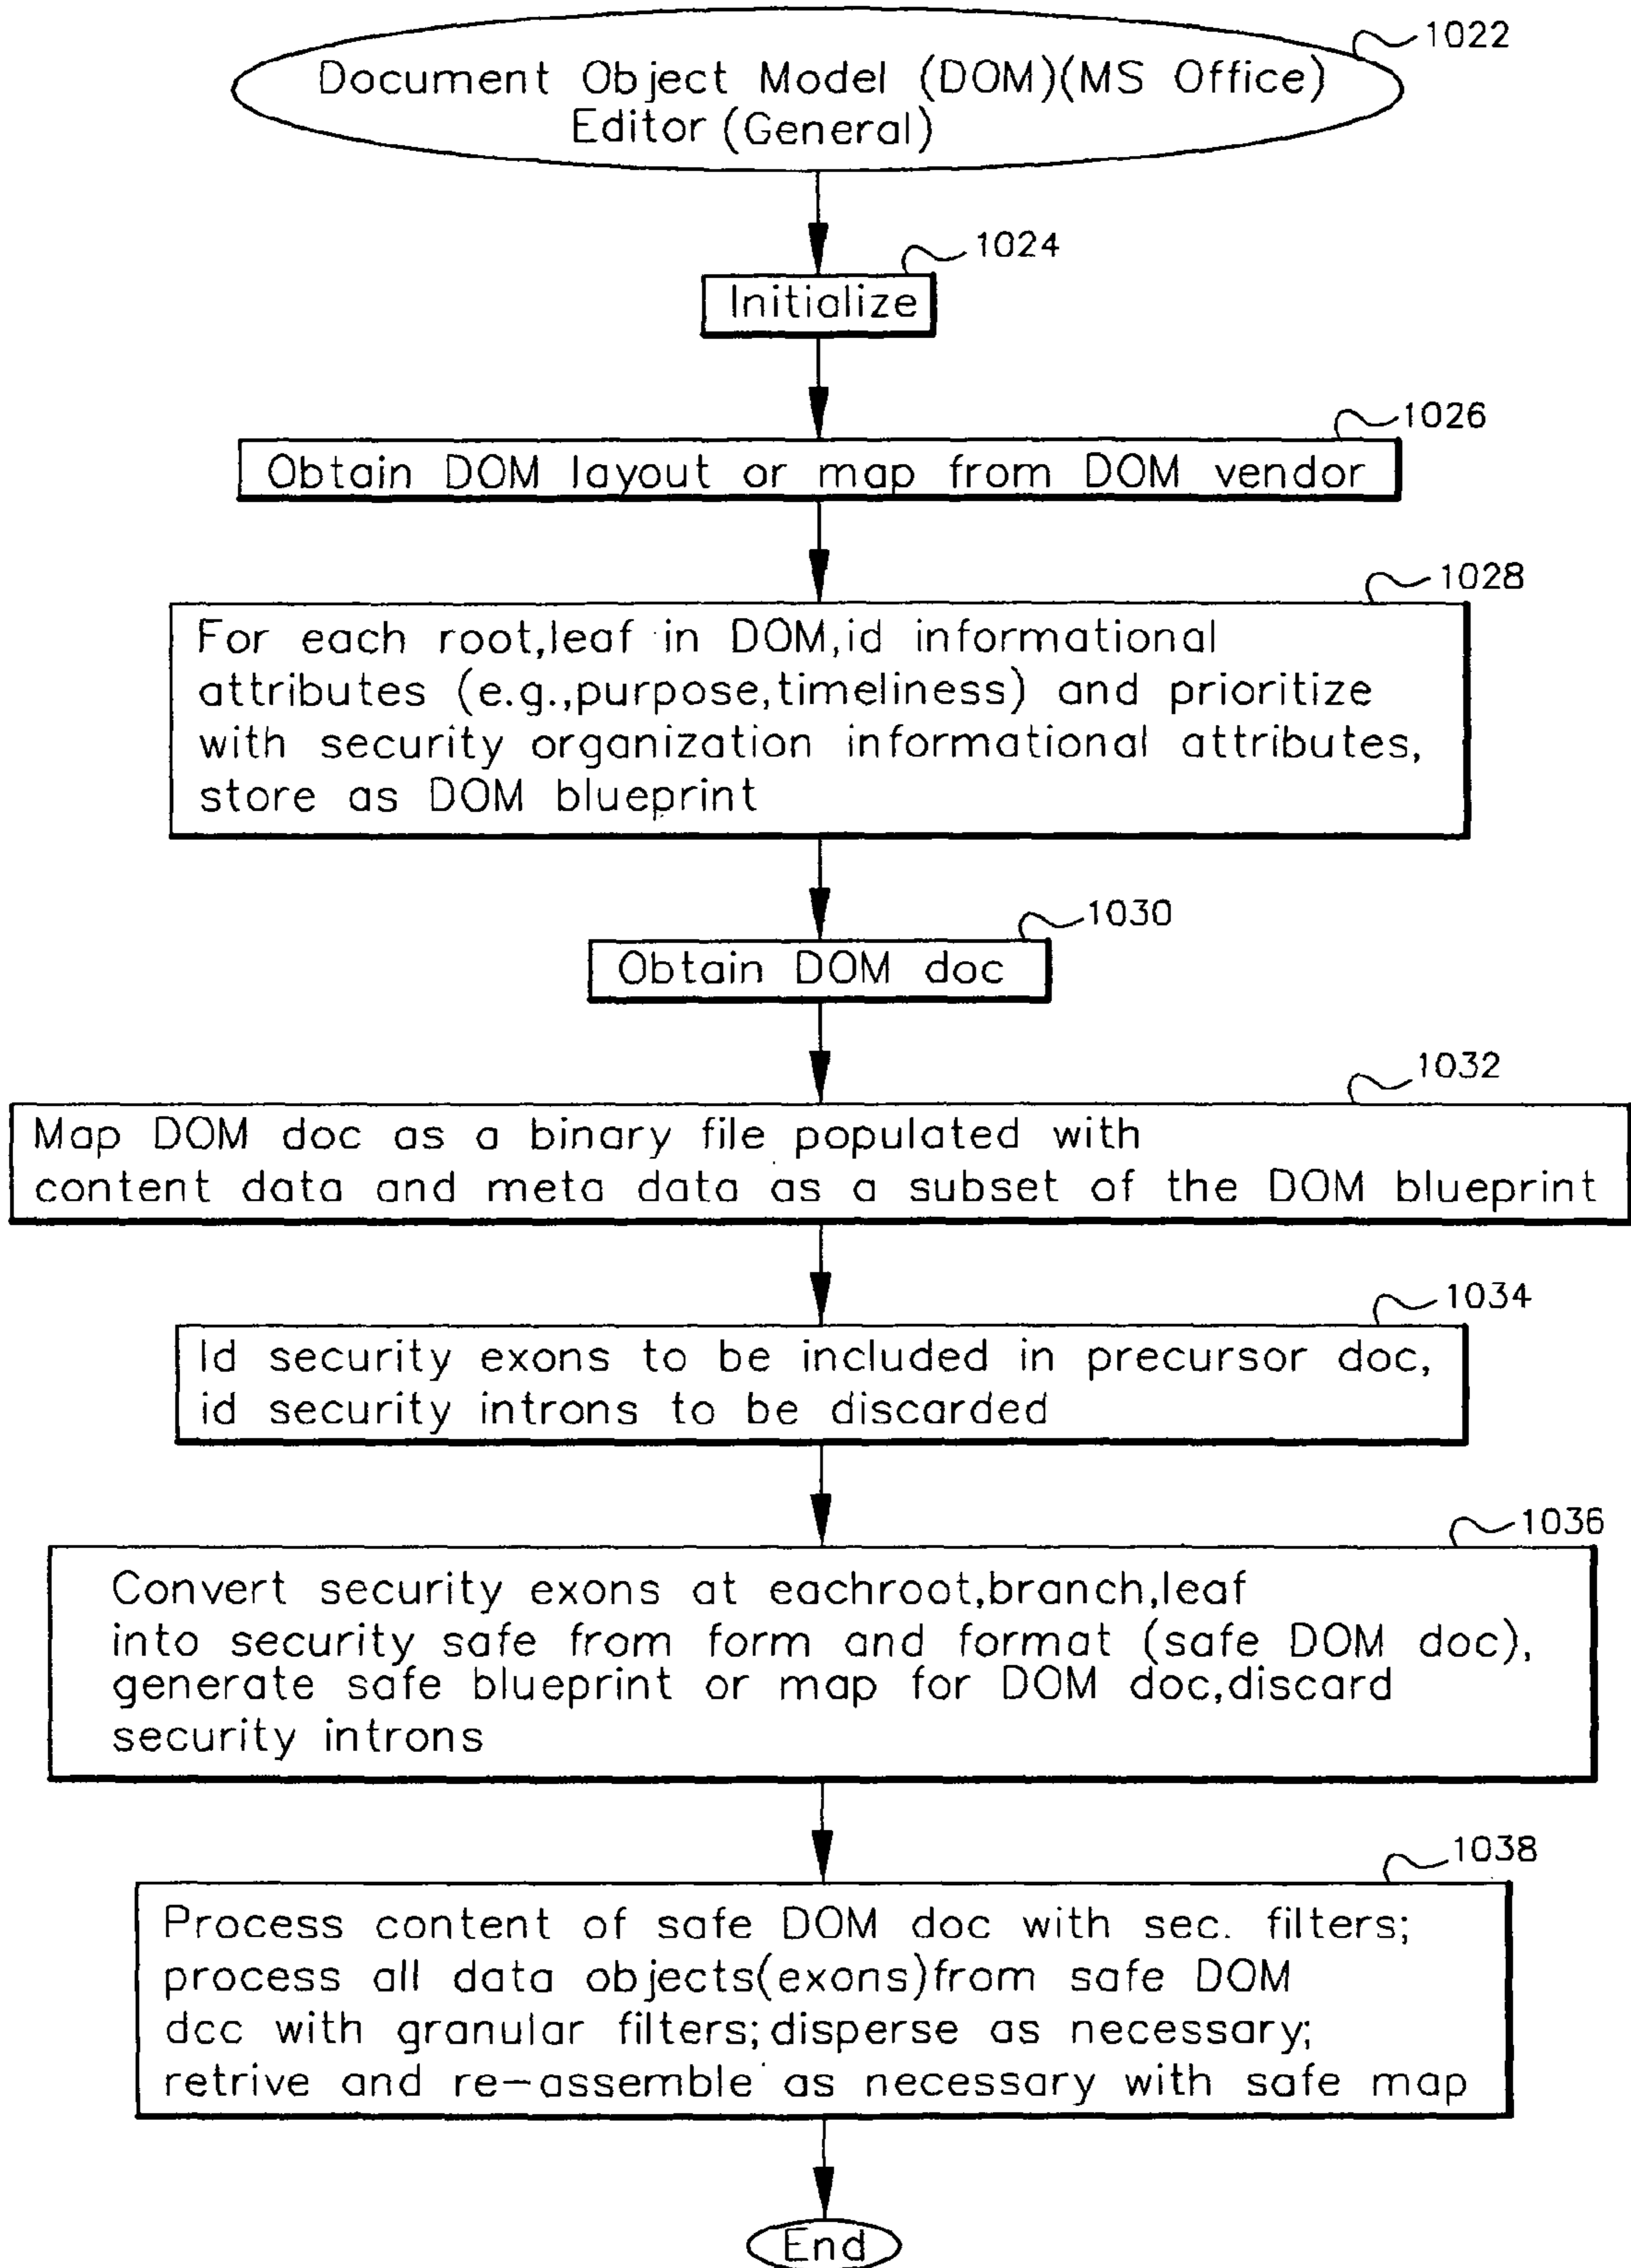 1022
Document Object Model (DOM)(MS Office)
Editor (General)
1024
Initialize
1026
Obtain DOM layout or map from DOM vendor
1028
For each root,leaf in DOM,id informational
attributes (e.g.,purpose,timeliness) and prioritize
with security organization informational attributes,
store as DOM blueprint
1030
Obtain DOM doc
1032
Map DOM doc as a binary file populated with
content data and meta data as a subset of the DOM blueprint
1034
Id security exons to be included in precursor doc,
id security introns to be discarded
1036
Convert security exons at eachroot,branch,leaf
into security safe from form and format (safe DOM doc),
generate safe blueprint or map for DOM doc,discard
security introns
1038
Process content of safe DOM doc with sec. filters;
process all data objects(exons)from safe DOM
dcc with granular filters;disperse as necessary;
retrive and re-assemble as necessary with safe map
End